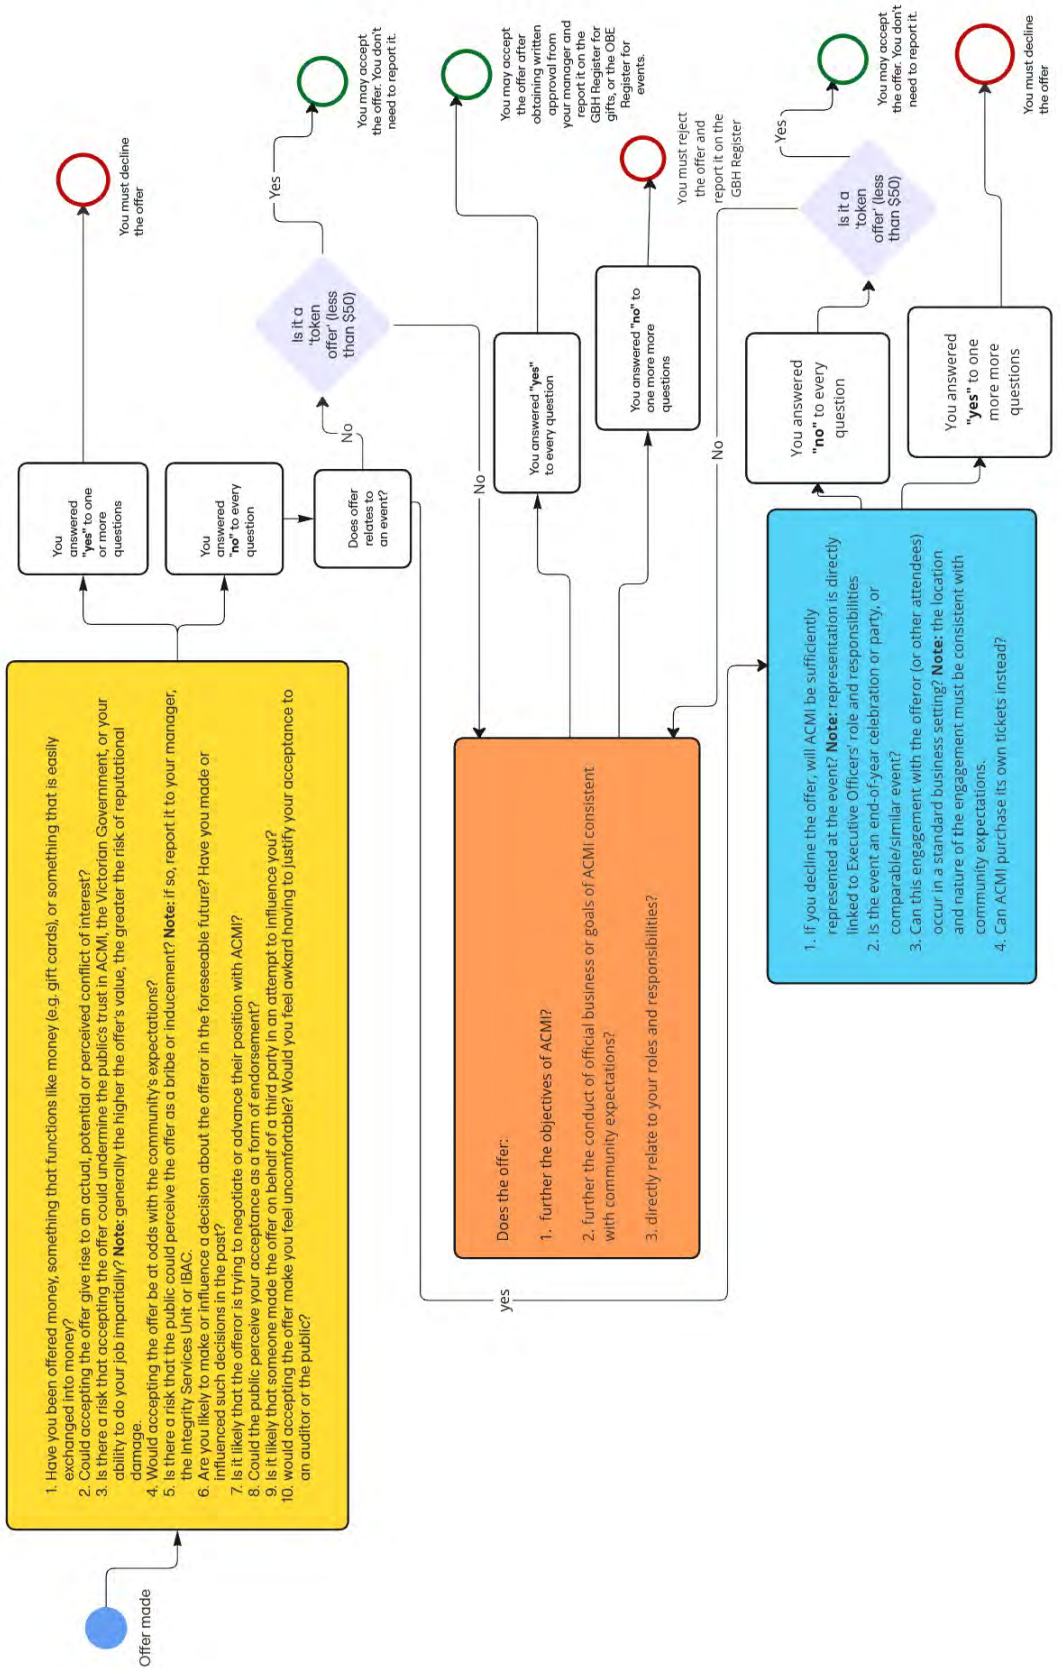 Offer made
1. Have you been offered money, something that functions like money (e.g. gift cards), or something that is easily
exchanged into money?
2. Could accepting the offer give rise to an actual, potential or perceived conflict of interest?
3. Is there a risk that accepting the offer could undermine the public's trust in ACMI, the Victorian Government, or your
ability to do your job impartially? Note: generally the higher the offer's value, the greater the risk of reputational
damage.
4. Would accepting the offer be at odds with the community's expectations?
5. Is there a risk that the public could perceive the offer as a bribe or inducement? Note: if so, report it to your manager,
the Integrity Services Unit or IBAC.
6. Are you likely to make or influence a decision about the offeror in the foreseeable future? Have you made or
influenced such decisions in the past?
7. Is it likely that the offeror is trying to negotiate or advance their position with ACMI?
8. Could the public perceive your acceptance as a form of endorsement?
9. Is it likely that someone made the offer on behalf of a third party in an attempt to influence you?
10. would accepting the offer make you feel uncomfortable? Would you feel awkard having to justify your acceptance to
an auditor or the public?
You
answered
"yes" to one
or more
questions
You must decline
the offer
You
answered
"no" to every
question
Does offer
relates to
an event?
No
Is it a
'token
offer' (less
than $50)
Yes
You may accept
the offer. You don't
need to report it.
No
yes
Does the offer:
1. further the objectives of ACMI?
2. further the conduct of official business or goals of ACMI consistent
with community expectations?
3. directly relate to your roles and responsibilities?
You answered "yes"
to every question
You may accept
the offer after
obtaining written
approval from
your manager and
report it on the
GBH Register for
gifts, or the OBE
Register for
events.
You answered "no" to
one more more
questions
You must reject
the offer and
report it on the
GBH Register
No
1. If you decline the offer, will ACMI be sufficiently
represented at the event? Note: representation is directly
linked to Executive Officers' role and responsibilities
2. Is the event an end-of-year celebration or party, or
comparable/similar event?
3. Can this engagement with the offeror (or other attendees)
occur in a standard business setting? Note: the location
and nature of the engagement must be consistent with
community expectations.
4. Can ACMI purchase its own tickets instead?
You answered
"no" to every
question
Is it a
'token
offer' (less
than $50)
Yes
You may accept
the offer. You don't
need to report it.
You answered
"yes" to one
more more
questions
You must decline
the offer